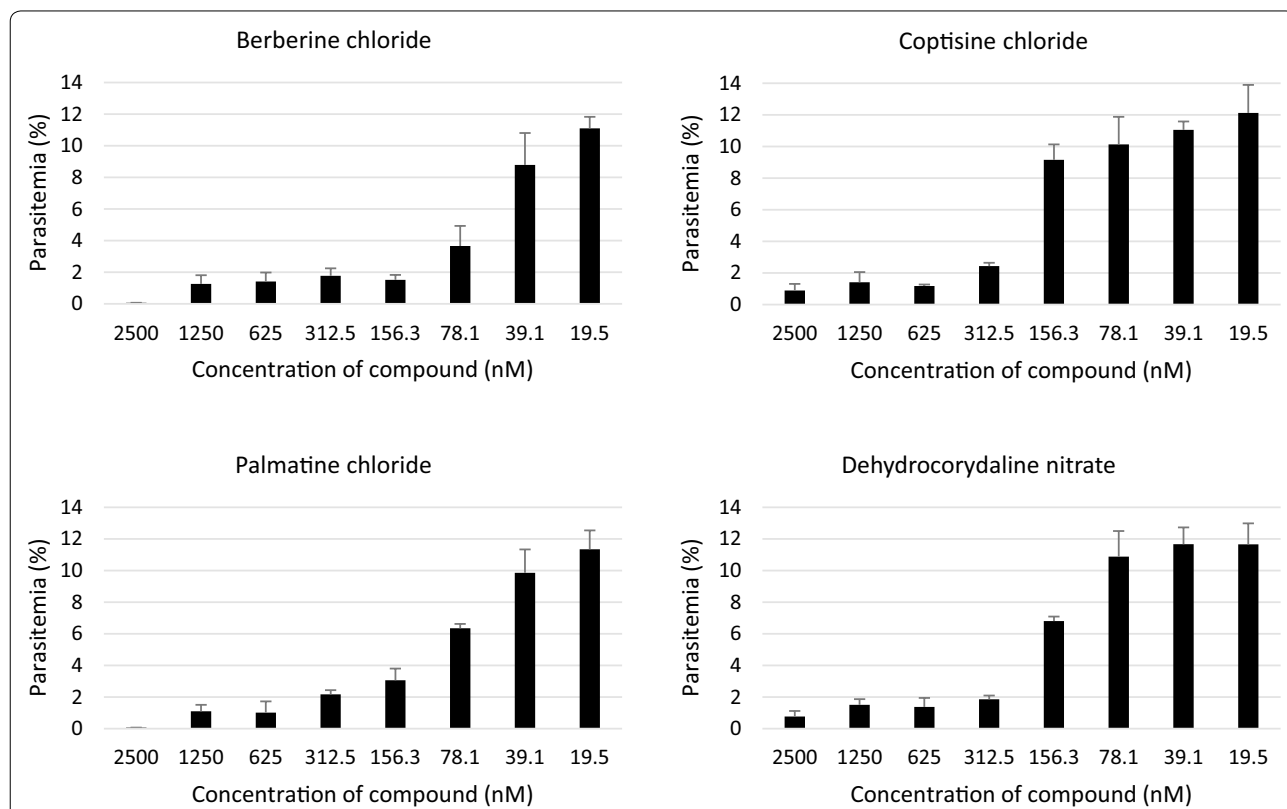 Berberine chloride
Parasitemia (%)
14
12
10
8
6
4
2
0
2500 1250 625 312.5 156.3 78.1 39.1 19.5
Concentration of compound (nM)
Coptisine chloride
Parasitemia (%)
14
12
10
8
6
4
2
0
2500 1250 625 312.5 156.3 78.1 39.1 19.5
Concentration of compound (nM)
Palmatine chloride
Parasitemia (%)
14
12
10
8
6
4
2
0
2500 1250 625 312.5 156.3 78.1 39.1 19.5
Concentration of compound (nM)
Dehydrocorydaline nitrate
Parasitemia (%)
14
12
10
8
6
4
2
0
2500 1250 625 312.5 156.3 78.1 39.1 19.5
Concentration of compound (nM)